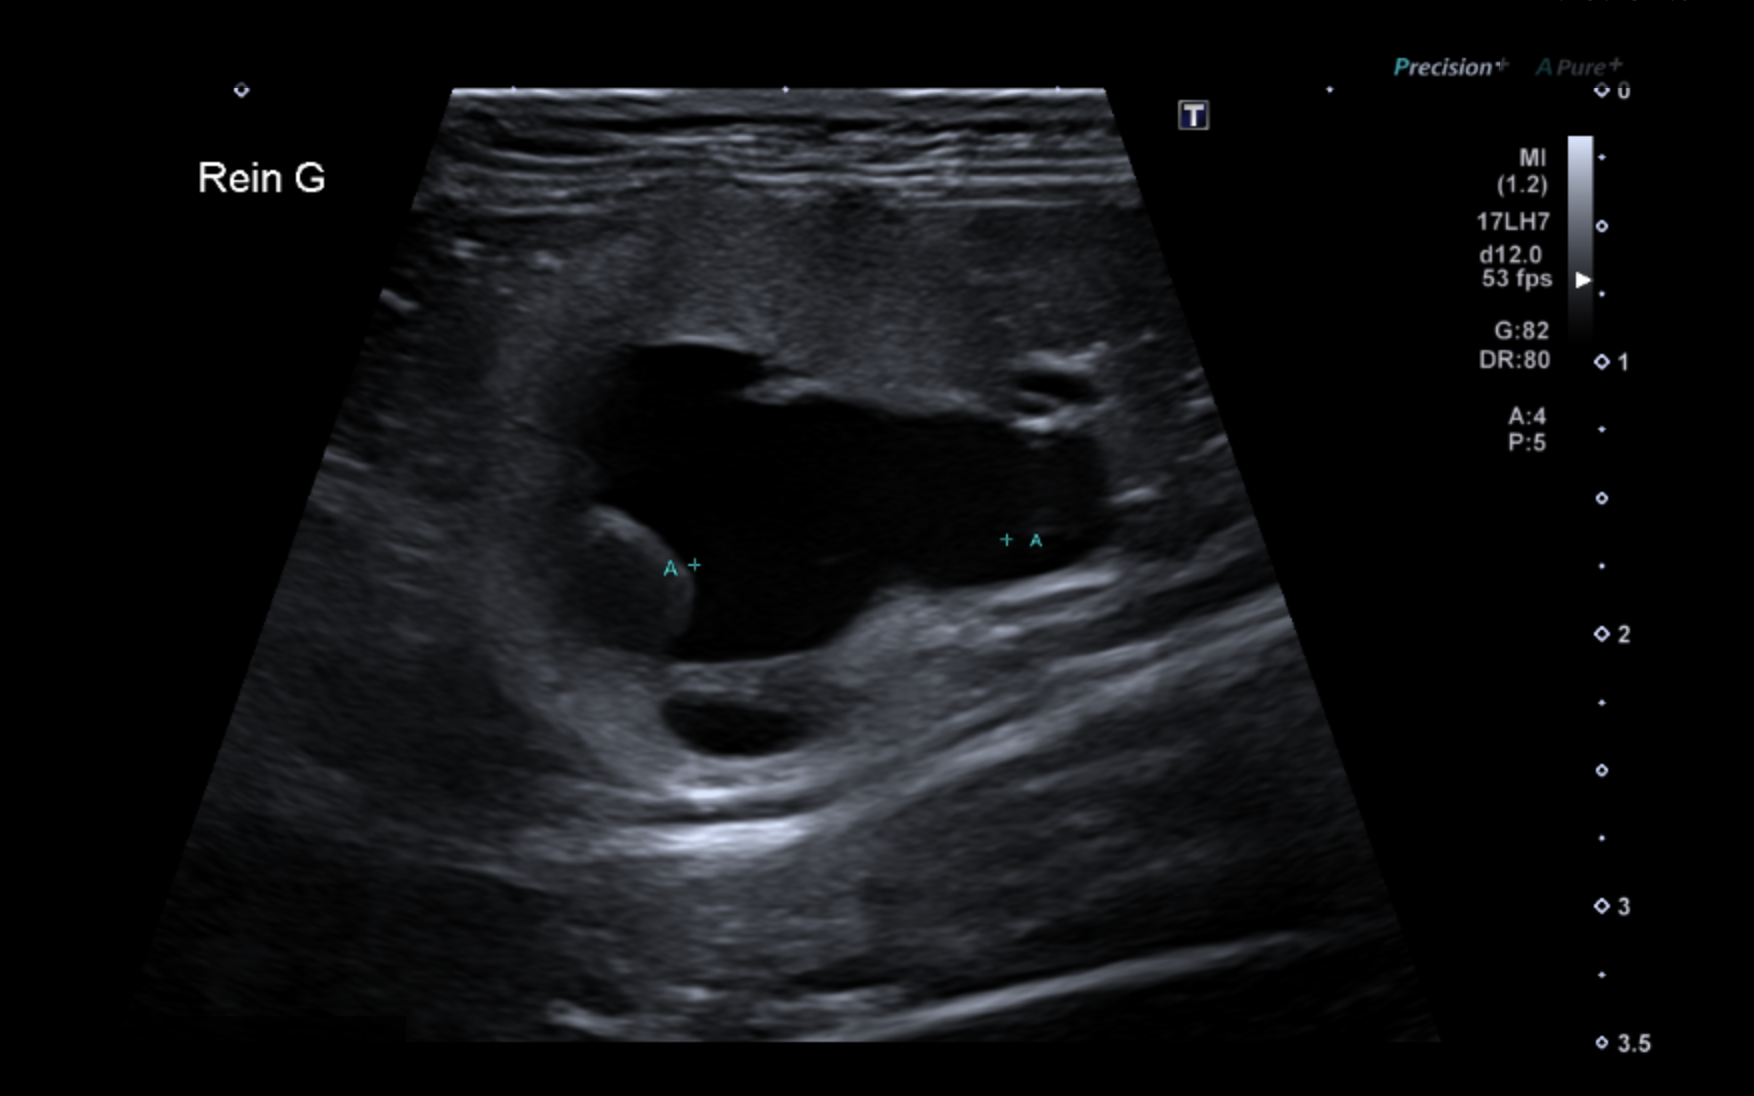 Precision+ A Pure+
0
T
Rein G
MI
(1.2)
17LH7
d12.0
53 fps
G:82
DR:80
1
A:4
P:5
A + + A
2
3
3.5